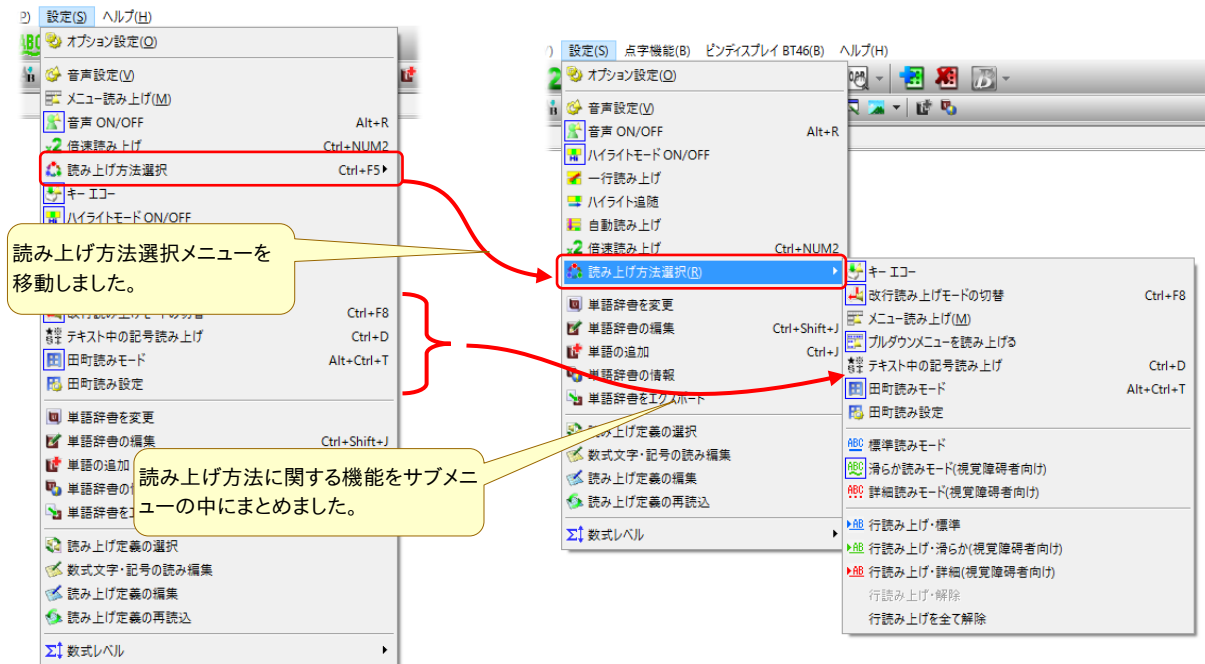 設定(S) ヘルプ(H)
オプション設定(O)
音声設定(V)
メニュー読み上げ(M)
音声 ON/OFF Alt+R
倍速読み上げ Ctrl+NUM2
読み上げ方法選択 Ctrl+F5
キー エコー
ハイライトモード ON/OFF
読み上げ方法選択メニューを
移動しました。
改行読み上げモードの切替 Ctrl+F8
テキスト中の記号読み上げ Ctrl+D
田町読みモード Alt+Ctrl+T
田町読み設定
単語辞書を変更
単語辞書の編集 Ctrl+Shift+J
単語の追加
単語辞書の
単語辞書を
読み上げ定義の選択
数式文字・記号の読み編集
読み上げ定義の編集
読み上げ定義の再読込
数式レベル
読み上げ方法に関する機能をサブメニ
ューの中にまとめました。
設定(S) 点字機能(B) ピンディスプレイ BT46(B) ヘルプ(H)
オプション設定(O)
音声設定(V)
音声 ON/OFF Alt+R
ハイライトモード ON/OFF
一行読み上げ
ハイライト追随
自動読み上げ
倍速読み上げ Ctrl+NUM2
読み上げ方法選択(R)
単語辞書を変更
単語辞書の編集 Ctrl+Shift+J
単語の追加 Ctrl+J
単語辞書の情報
単語辞書をエクスポート
読み上げ定義の選択
数式文字・記号の読み編集
読み上げ定義の編集
読み上げ定義の再読込
数式レベル
キー エコー
改行読み上げモードの切替 Ctrl+F8
メニュー読み上げ(M)
プルダウンメニューを読み上げる
テキスト中の記号読み上げ Ctrl+D
田町読みモード Alt+Ctrl+T
田町読み設定
標準読みモード
滑らか読みモード(視覚障碍者向け)
詳細読みモード(視覚障碍者向け)
行読み上げ・標準
行読み上げ・滑らか(視覚障碍者向け)
行読み上げ・詳細(視覚障碍者向け)
行読み上げ・解除
行読み上げを全て解除